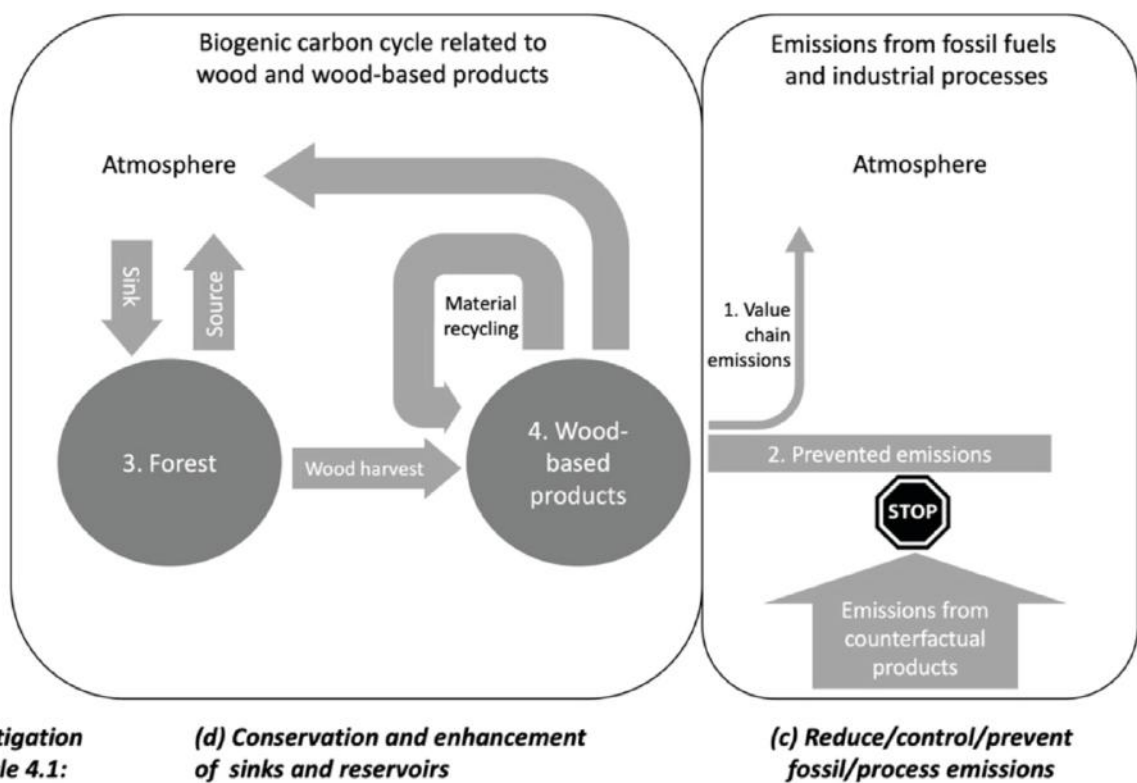 Biogenic carbon cycle related to
wood and wood-based products
Emissions from fossil fuels
and industrial processes
Atmosphere
Atmosphere
Sink
Source
Material
recycling
1. Value
chain
emissions
3. Forest
Wood harvest
4. Wood-
based
products
2. Prevented emissions
STOP
Emissions from
counterfactual
products
(d) Conservation and enhancement
of sinks and reservoirs
(c) Reduce/control/prevent
fossil/process emissions
4.1: